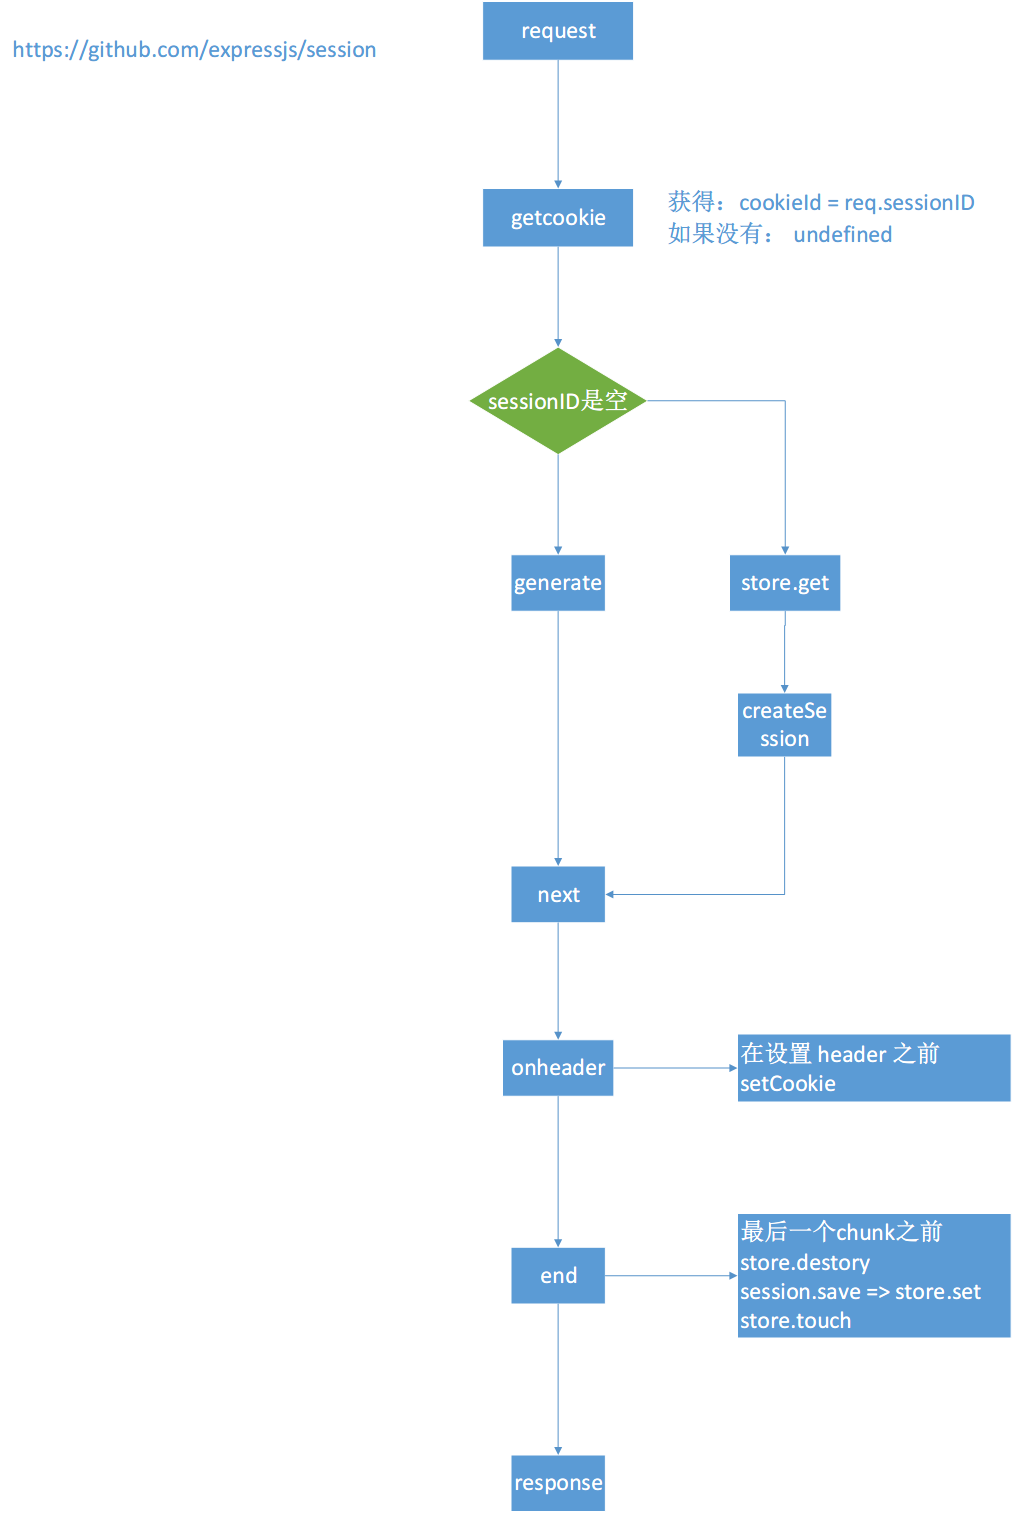 request
https://github.com/expressjs/session
getcookie
获得：cookieId = req.sessionID
如果没有： undefined
sessionID是空
generate
store.get
createSe
ssion
next
onheader
在设置 header 之前
setCookie
最后一个chunk之前
store.destory
session.save => store.set
store.touch
end
response